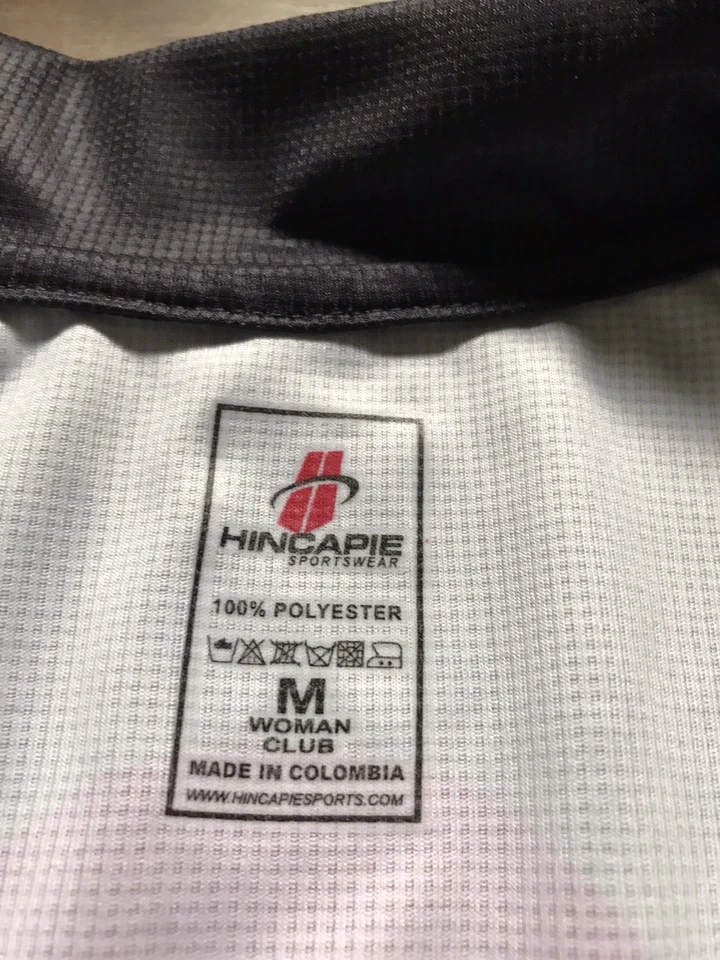 HINCAPIE
SPORTSWEAR
100% POLYESTER
M
WOMAN
CLUB
MADE IN COLOMBIA
WWW.HINCAPIESPORTS.COM